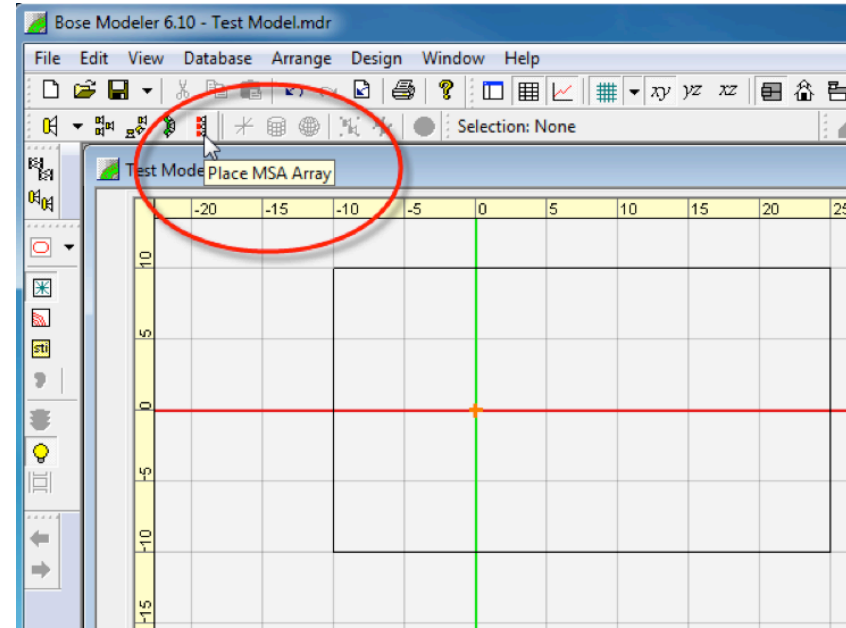 Bose Modeler 6.10 - Test Model.mdr
File Edit View Database Arrange Design Window Help
xy yz xz
Selection: None
Test Mode
Place MSA Array
-20 -15 -10 -5 0 5 10 15 20 25
10
5
0
-5
-10
-15
sti